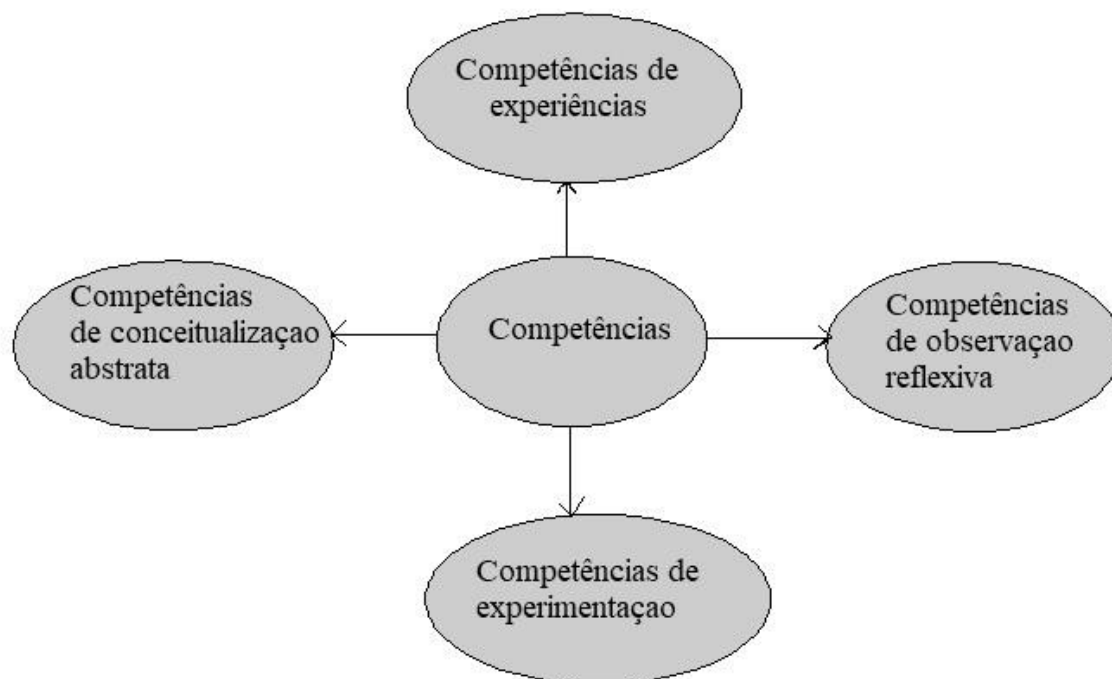 Competências de
experiências
Competências
de conceitualizaçao
abstrata
Competências
Competências
de observaçao
reflexiva
Competências de
experimentaçao